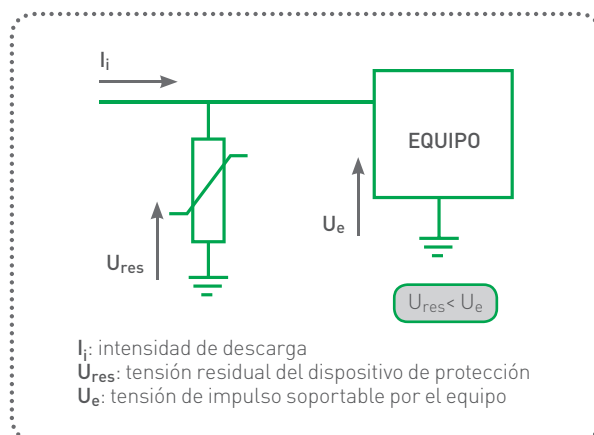 Ii
EQUIPO
Ue
Ures
Ures< Ue
Ii: intensidad de descarga
Ures: tensión residual del dispositivo de protección
Ue: tensión de impulso soportable por el equipo